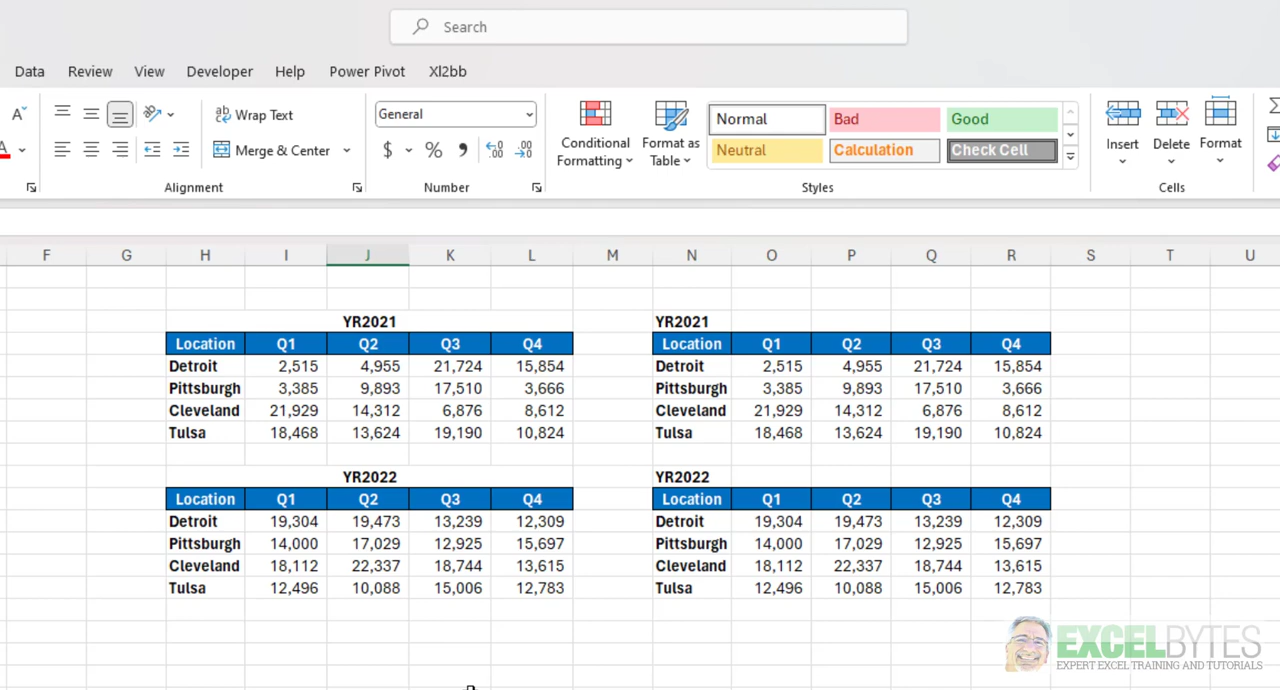 Search
Data Review View Developer Help Power Pivot Xl2bb
A Wrap Text General Conditional Formatting Format as Table Normal Bad Good Insert Delete Format
A Merge & Center $ % Neutral Calculation Check Cell
Alignment Number Styles Cells
F G H I J K L M N O P Q R S T U
YR2021 YR2021
Location Q1 Q2 Q3 Q4 Location Q1 Q2 Q3 Q4
Detroit 2,515 4,955 21,724 15,854 Detroit 2,515 4,955 21,724 15,854
Pittsburgh 3,385 9,893 17,510 3,666 Pittsburgh 3,385 9,893 17,510 3,666
Cleveland 21,929 14,312 6,876 8,612 Cleveland 21,929 14,312 6,876 8,612
Tulsa 18,468 13,624 19,190 10,824 Tulsa 18,468 13,624 19,190 10,824
YR2022 YR2022
Location Q1 Q2 Q3 Q4 Location Q1 Q2 Q3 Q4
Detroit 19,304 19,473 13,239 12,309 Detroit 19,304 19,473 13,239 12,309
Pittsburgh 14,000 17,029 12,925 15,697 Pittsburgh 14,000 17,029 12,925 15,697
Cleveland 18,112 22,337 18,744 13,615 Cleveland 18,112 22,337 18,744 13,615
Tulsa 12,496 10,088 15,006 12,783 Tulsa 12,496 10,088 15,006 12,783
EXCELBYTES
EXPERT EXCEL TRAINING AND TUTORIALS